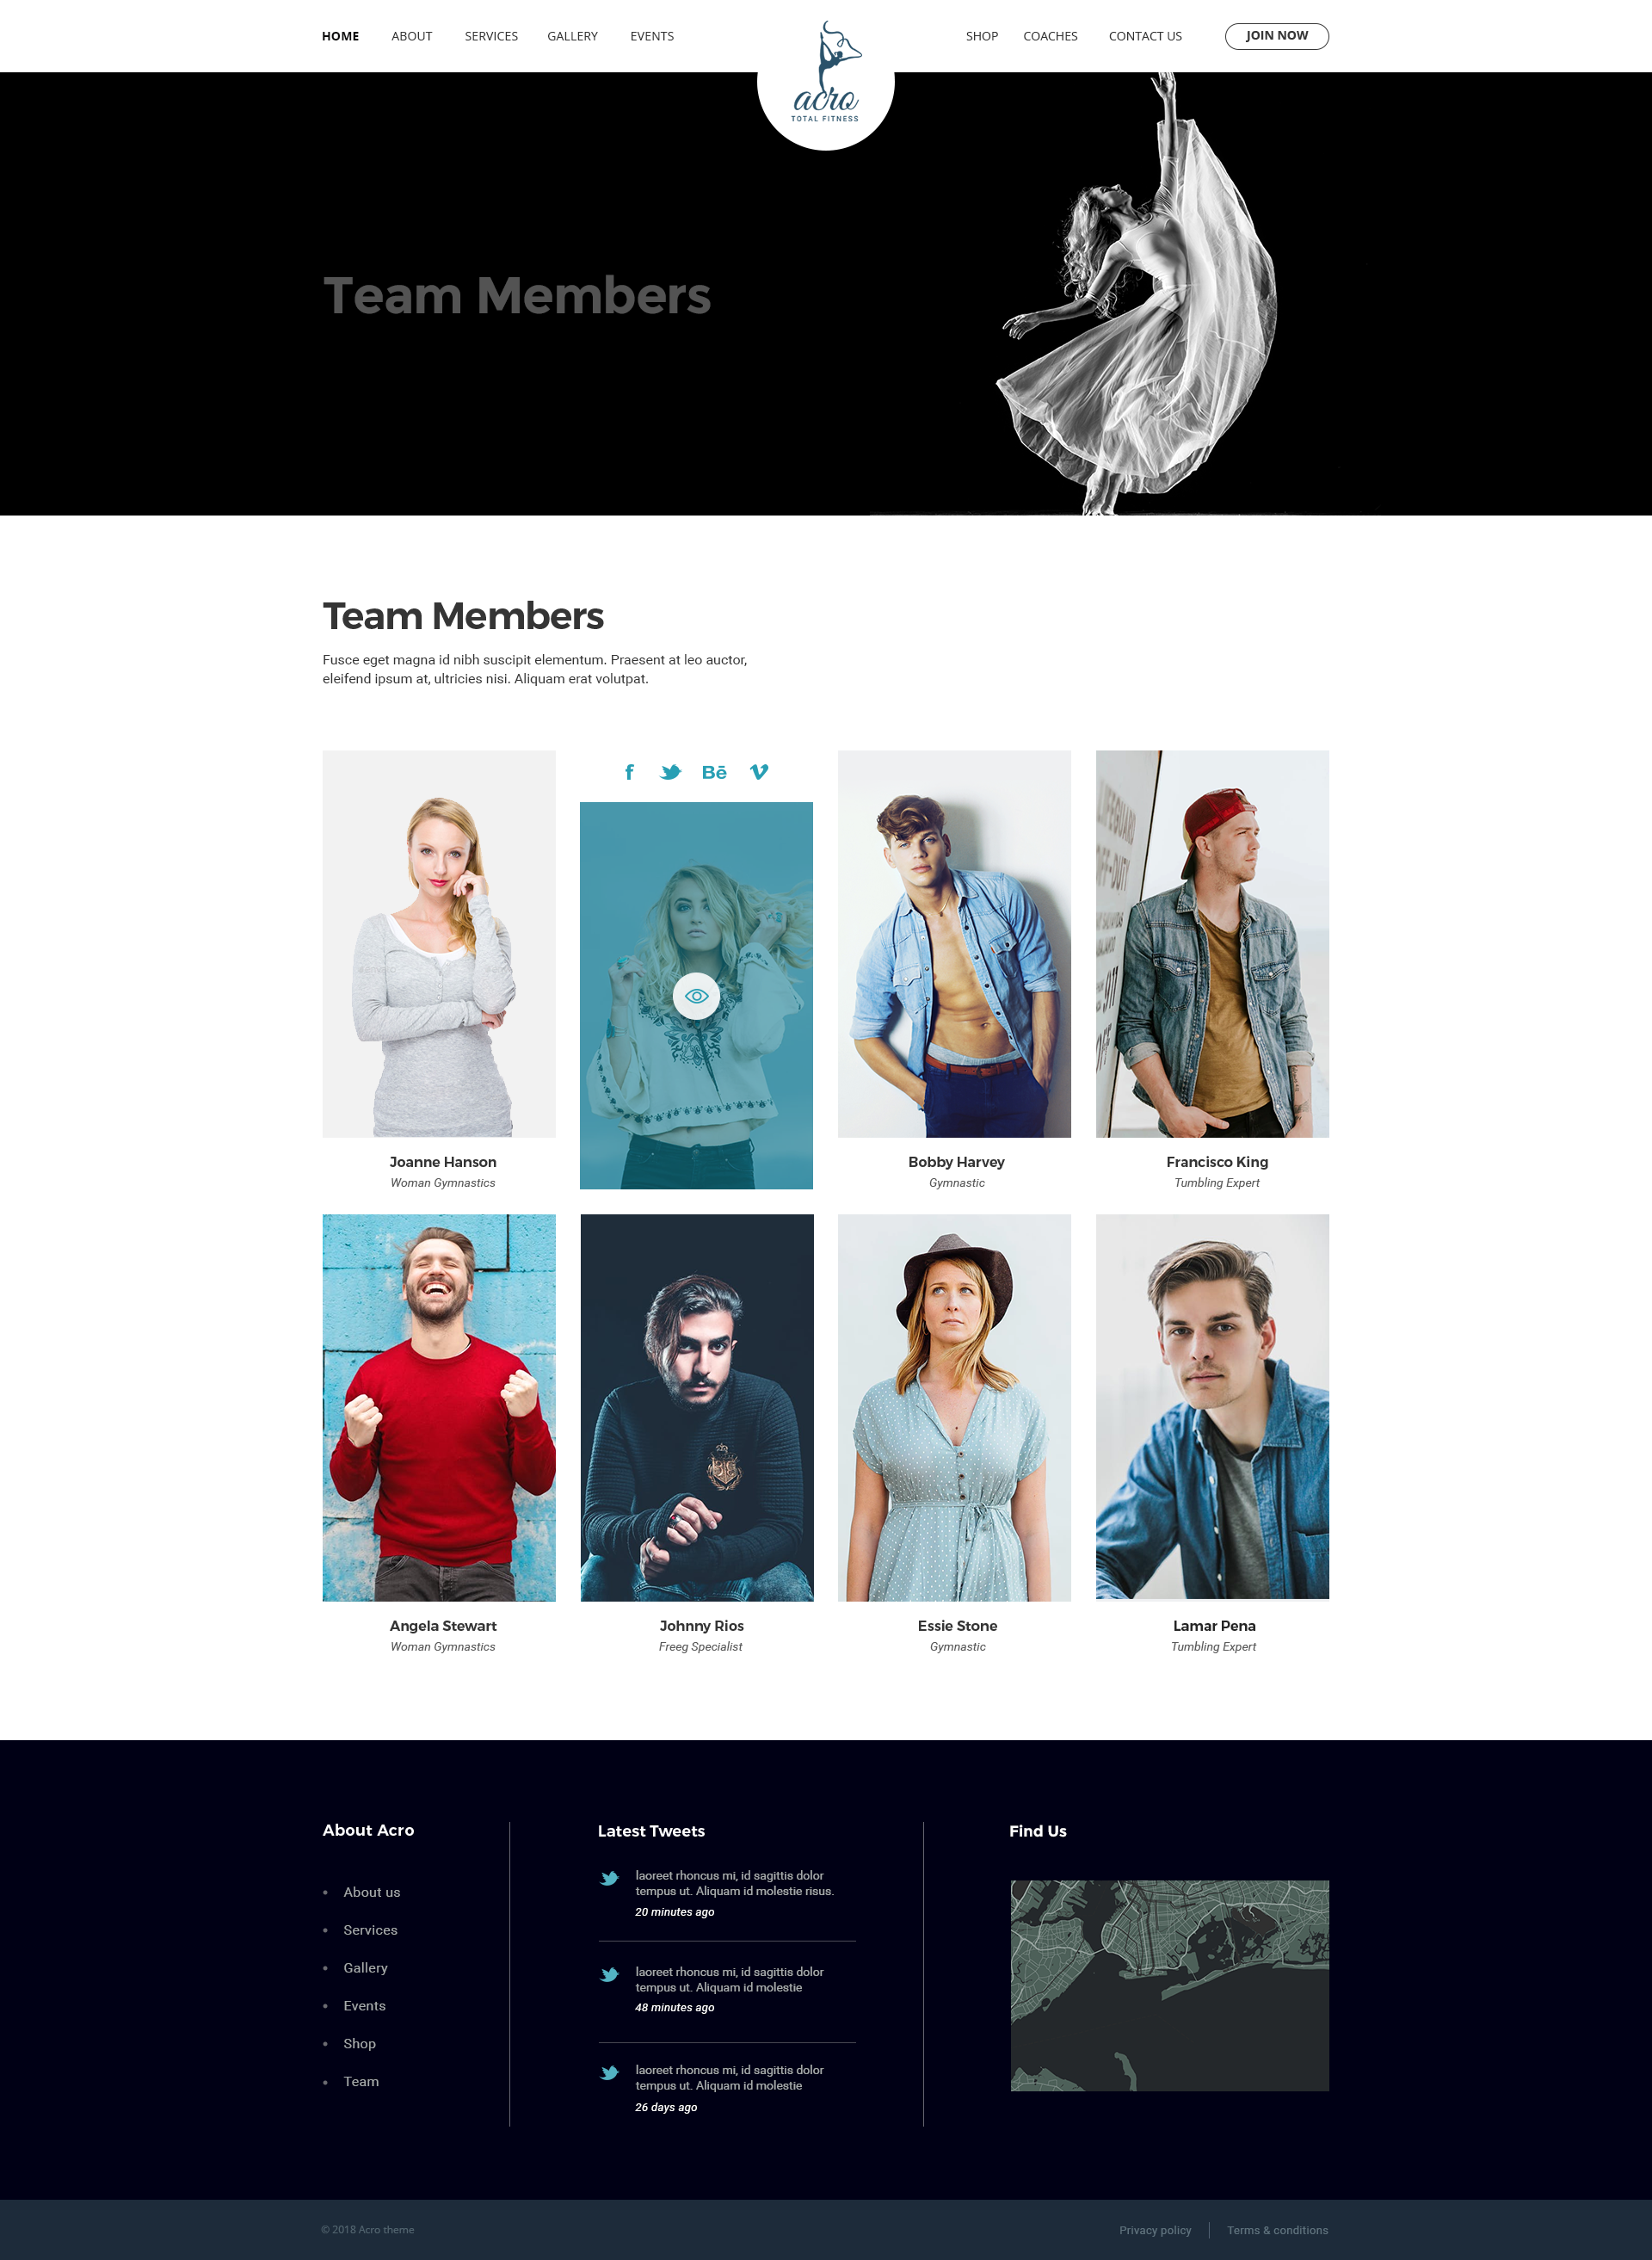 HOME ABOUT SERVICES GALLERY EVENTS
acro
TOTAL FITNESS
SHOP COACHES CONTACT US JOIN NOW
Team Members
Team Members
Fusce eget magna id nibh suscipit elementum. Praesent at leo auctor,
eleifend ipsum at, ultricies nisi. Aliquam erat volutpat.
f Bē
LIFEGUARD
OFF-DUTY
911
Joanne Hanson
Woman Gymnastics
Bobby Harvey
Gymnastic
Francisco King
Tumbling Expert
Angela Stewart
Woman Gymnastics
Johnny Rios
Freeg Specialist
Essie Stone
Gymnastic
Lamar Pena
Tumbling Expert
About Acro
About us
Services
Gallery
Events
Shop
Team
Latest Tweets
laoreet rhoncus mi, id sagittis dolor
tempus ut. Aliquam id molestie risus.
20 minutes ago
laoreet rhoncus mi, id sagittis dolor
tempus ut. Aliquam id molestie
48 minutes ago
laoreet rhoncus mi, id sagittis dolor
tempus ut. Aliquam id molestie
26 days ago
Find Us
© 2018 Acro theme
Privacy policy
Terms & conditions